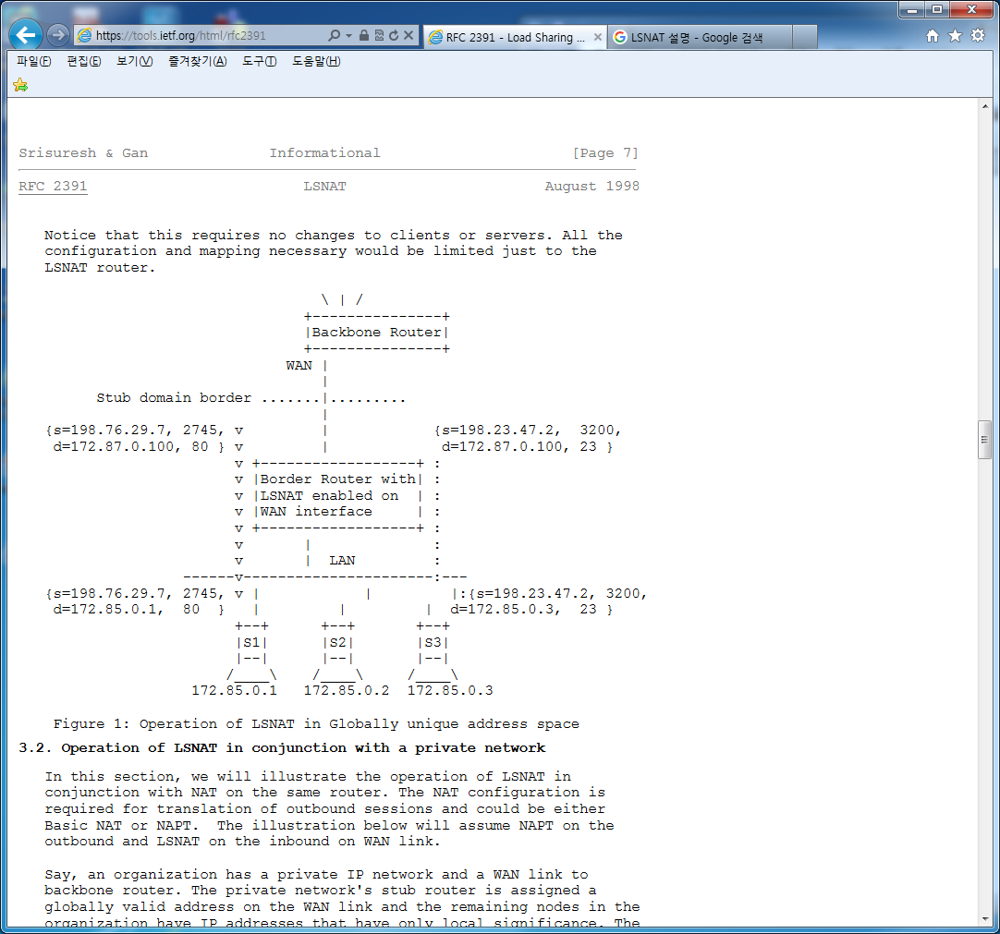 https://tools.ietf.org/html/rfc2391
RFC 2391 - Load Sharing ...
LSNAT 설명 - Google 검색
파일(F) 편집(E) 보기(V) 즐겨찾기(A) 도구(T) 도움말(H)
Srisuresh & Gan Informational [Page 7]
RFC 2391 LSNAT August 1998
Notice that this requires no changes to clients or servers. All the
configuration and mapping necessary would be limited just to the
LSNAT router.
\ | /
+---------------+
|Backbone Router|
+---------------+
WAN |
|
Stub domain border .......|.........
|
{s=198.76.29.7, 2745, v | {s=198.23.47.2, 3200,
d=172.87.0.100, 80 } v | d=172.87.0.100, 23 }
v +------------------+ :
v |Border Router with| :
v |LSNAT enabled on | :
v |WAN interface | :
v +------------------+ :
v | :
v | LAN :
------v----------------------:---
{s=198.76.29.7, 2745, v | | |:{s=198.23.47.2, 3200,
d=172.85.0.1, 80 } | | | d=172.85.0.3, 23 }
+--+ +--+ +--+
|S1| |S2| |S3|
|--| |--| |--|
/____\ /____\ /____\
172.85.0.1 172.85.0.2 172.85.0.3
Figure 1: Operation of LSNAT in Globally unique address space
3.2. Operation of LSNAT in conjunction with a private network
In this section, we will illustrate the operation of LSNAT in
conjunction with NAT on the same router. The NAT configuration is
required for translation of outbound sessions and could be either
Basic NAT or NAPT. The illustration below will assume NAPT on the
outbound and LSNAT on the inbound on WAN link.
Say, an organization has a private IP network and a WAN link to
backbone router. The private network's stub router is assigned a
globally valid address on the WAN link and the remaining nodes in the
organization have IP addresses that have only local significance. The